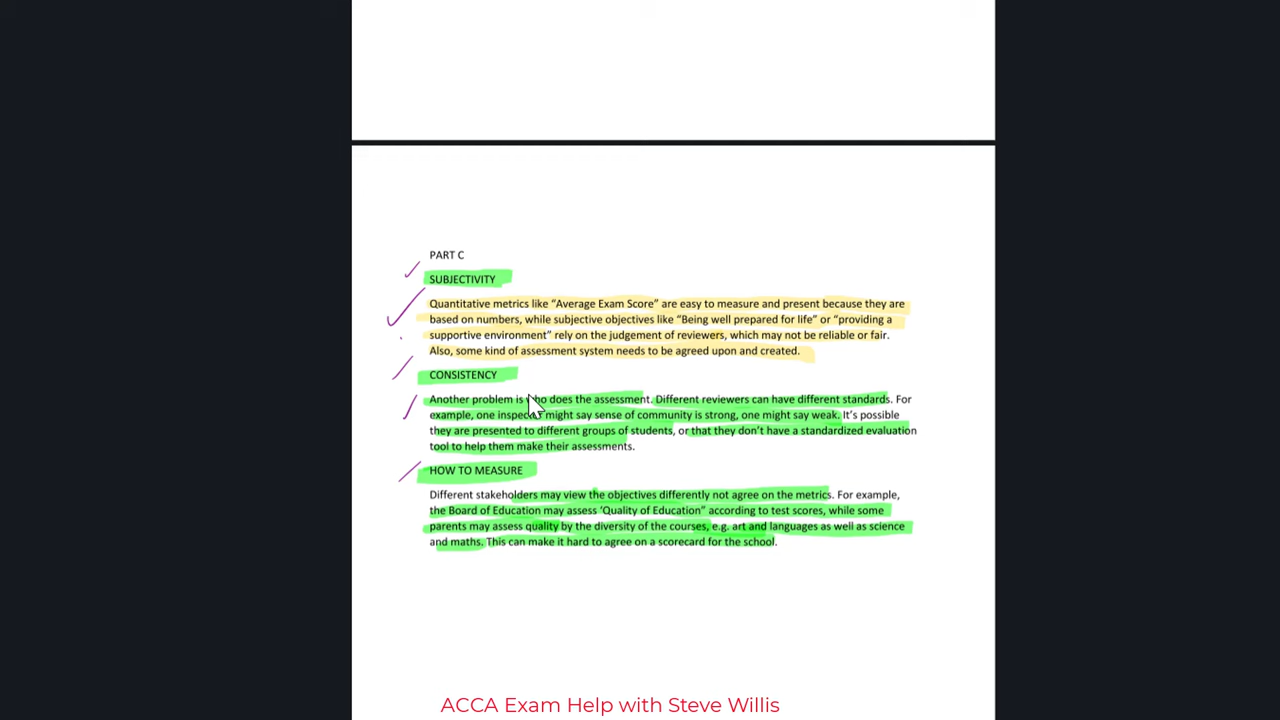 PART C
SUBJECTIVITY
Quantitative metrics like “Average Exam Score” are easy to measure and present because they are
based on numbers, while subjective objectives like “Being well prepared for life” or “providing a
supportive environment” rely on the judgement of reviewers, which may not be reliable or fair.
Also, some kind of assessment system needs to be agreed upon and created.
CONSISTENCY
Another problem is who does the assessment. Different reviewers can have different standards. For
example, one inspector might say sense of community is strong, one might say weak. It’s possible
they are presented to different groups of students, or that they don’t have a standardized evaluation
tool to help them make their assessments.
HOW TO MEASURE
Different stakeholders may view the objectives differently not agree on the metrics. For example,
the Board of Education may assess ‘Quality of Education” according to test scores, while some
parents may assess quality by the diversity of the courses, e.g. art and languages as well as science
and maths. This can make it hard to agree on a scorecard for the school.
ACCA Exam Help with Steve Willis